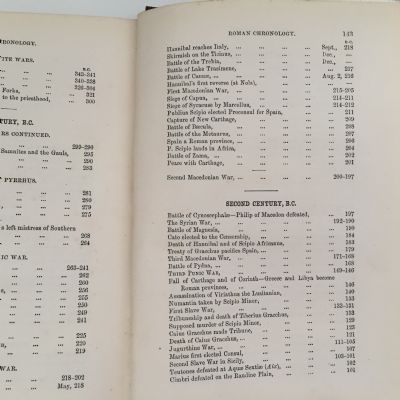 HRONOLOGY.
ITE WARS.
B.C.
... ... ... 343-341
... ... ... 340-338
... ... ... 326-304
Forks, ... ... 321
to the priesthood, ... 300
NTURY, B.C.
RS CONTINUED.
... ... ... 299-290
Samnites and the Gauls, 295
... ... ... 283
PYRRHUS.
... ... ... 281
... ... ... 280
... ... ... 279
... ... ... 275
s left mistress of Southern
... ... ... 268
... ... ... 264
IC WAR.
... ... ... 263-241
... ... ... 262
... ... ... 260
... ... ... 256
... ... ... 255
... ... ... 250
... ... ... 249
... ... ... 241
... ... ... 225
... ... ... 220
... ... ... 219
WAR.
... ... ... 218-202
... ... May, 218
ROMAN CHRONOLOGY. 143
B.C.
Hannibal reaches Italy, ... ... ... ... Sept., 218
Skirmish on the Ticinus, ... ... ... ... Dec.,
Battle of the Trebia, ... ... ... ... Dec.,
Battle of Lake Trasimene, ... ... ... ... 217
Battle of Cannæ, ... ... ... ... Aug. 2, 216
Hannibal's first reverse (at Nola), ... ... ...
First Macedonian War, ... ... ... ... 215-205
Siege of Capua, ... ... ... ... 214-211
Siege of Syracuse by Marcellus, ... ... ... 214-212
Publius Scipio elected Proconsul for Spain, ... ... 211
Capture of New Carthage, ... ... ... ... 209
Battle of Bæcula, ... ... ... ...
Battle of the Metaurus, ... ... ... ... 207
Spain a Roman province, ... ... ... ...
P. Scipio lands in Africa, ... ... ... ... 204
Battle of Zama, ... ... ... ... 202
Peace with Carthage, ... ... ... ... 201
Second Macedonian War, ... ... ... ... 200-197
SECOND CENTURY, B.C.
Battle of Cynoscephalæ—Philip of Macedon defeated, ... 197
The Syrian War, ... ... ... ... 192-190
Battle of Magnesia, ... ... ... ... 190
Cato elected to the Censorship, ... ... ... 184
Death of Hannibal and of Scipio Africanus, ... ... 183
Treaty of Gracchus pacifies Spain, ... ... ... 179
Third Macedonian War, ... ... ... ... 171-168
Battle of Pydna, ... ... ... ... 168
THIRD PUNIC WAR, ... ... ... ... 149-146
Fall of Carthage and of Corinth—Greece and Libya become
Roman provinces, ... ... ... ... 146
Assassination of Viriathus the Lusitanian, ... ...
Numantia taken by Scipio Minor, ... ... ... 133
First Slave War, ... ... ... ...
Tribuneship and death of Tiberius Gracchus, ... ... 133
Supposed murder of Scipio Minor, ... ... ... 129
Caius Gracchus made Tribune, ... ... ... 123
Death of Caius Gracchus, ... ... ... ... 121
Jugurthine War, ... ... ... ...
Marius first elected Consul, ... ... ... 107
Second Slave War in Sicily, ... ... ...
Teutones defeated at Aquæ Sextiæ (Aix), ... ... 102
Cimbri defeated on the Raudine Plain, ... ... 101